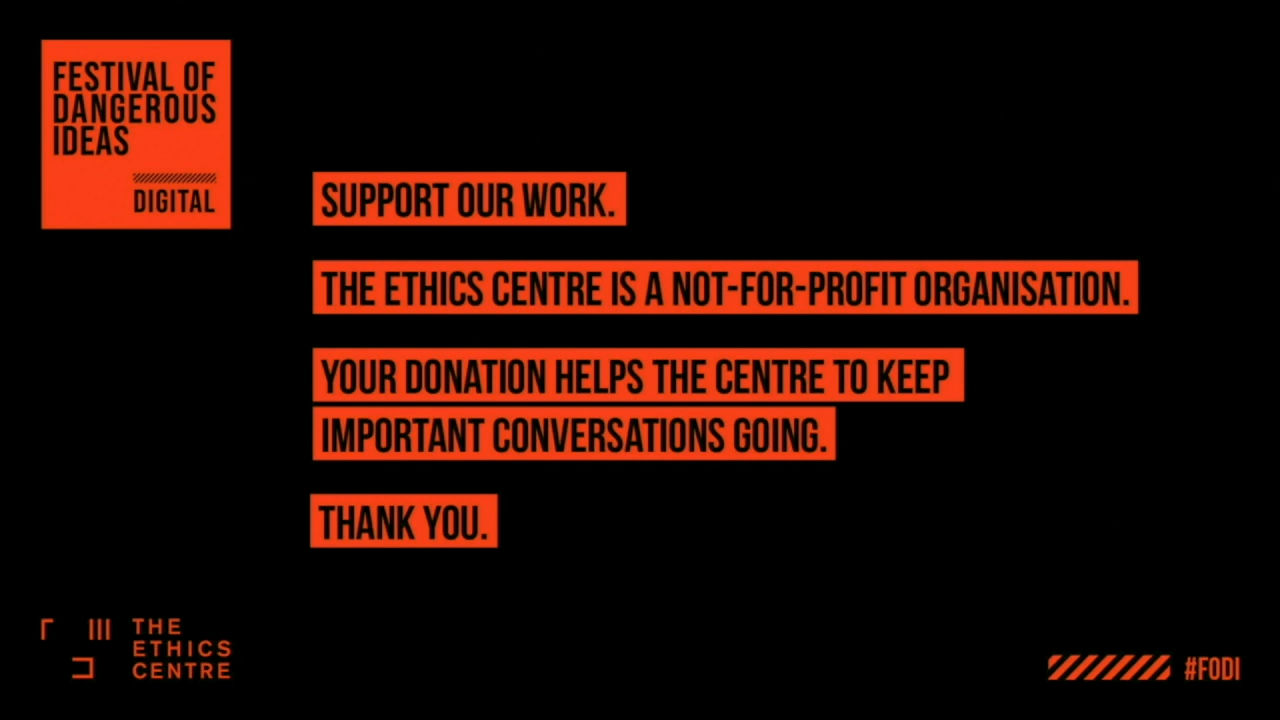 FESTIVAL OF
DANGEROUS
IDEAS
DIGITAL
SUPPORT OUR WORK.
THE ETHICS CENTRE IS A NOT-FOR-PROFIT ORGANISATION.
YOUR DONATION HELPS THE CENTRE TO KEEP
IMPORTANT CONVERSATIONS GOING.
THANK YOU.
THE
ETHICS
CENTRE
#FODI